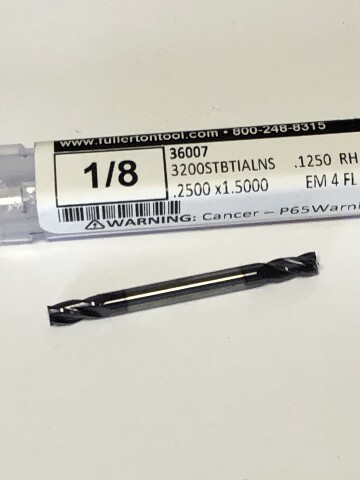 www.fullertontool.com • 800-248-8315
1/8
36007
3200STBTIALNS .1250 RH
.2500 x1.5000 EM 4 FL
⚠WARNING: Cancer – P65Warni